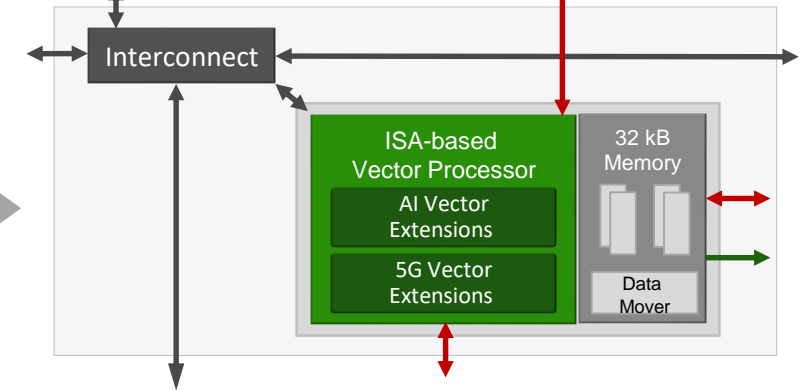 Interconnect
ISA-based
Vector Processor
AI Vector
Extensions
5G Vector
Extensions
32 kB
Memory
Data
Mover